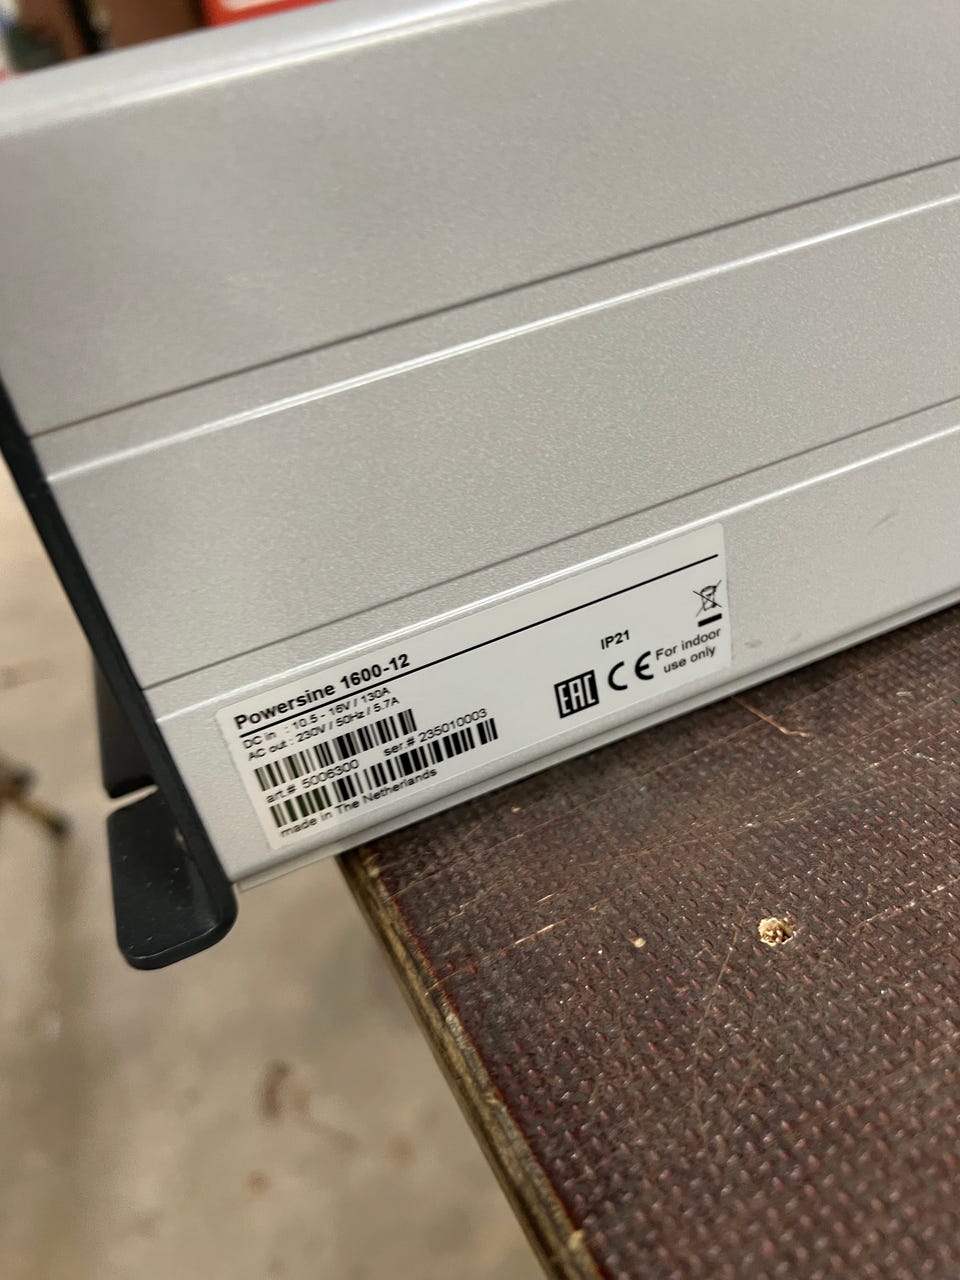 Powersine 1600-12
DC in : 10.5 - 16V / 130A
AC out : 230V / 50Hz / 5.7A
art.# 5006300 ser.# 235010003
made in The Netherlands
IP21
EAC CE For indoor
use only